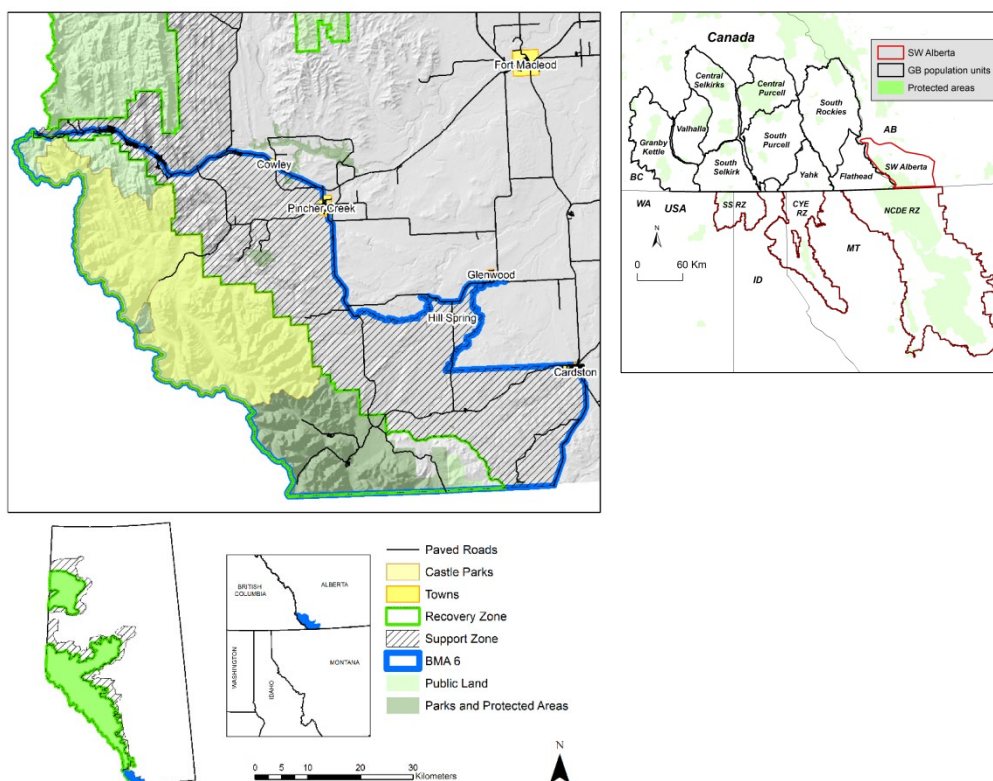 Fort Macleod
Cowley
Pincher Creek
Glenwood
Hill Spring
Cardston
Canada
SW Alberta
GB population units
Protected areas
Central
Selkirks
Central
Purcell
South
Rockies
Granby
Kettle
Valhalla
South
Purcell
AB
SW Alberta
South
Selkirk
Yahk
Flathead
BC
WA
USA
SS RZ
CYE
RZ
NCDE RZ
N
MT
0
60 Km
ID
BRITISH
COLUMBIA
ALBERTA
WASHINGTON
IDAHO
MONTANA
Paved Roads
Castle Parks
Towns
Recovery Zone
Support Zone
BMA 6
Public Land
Parks and Protected Areas
0 5 10 20 30
Kilometers
N